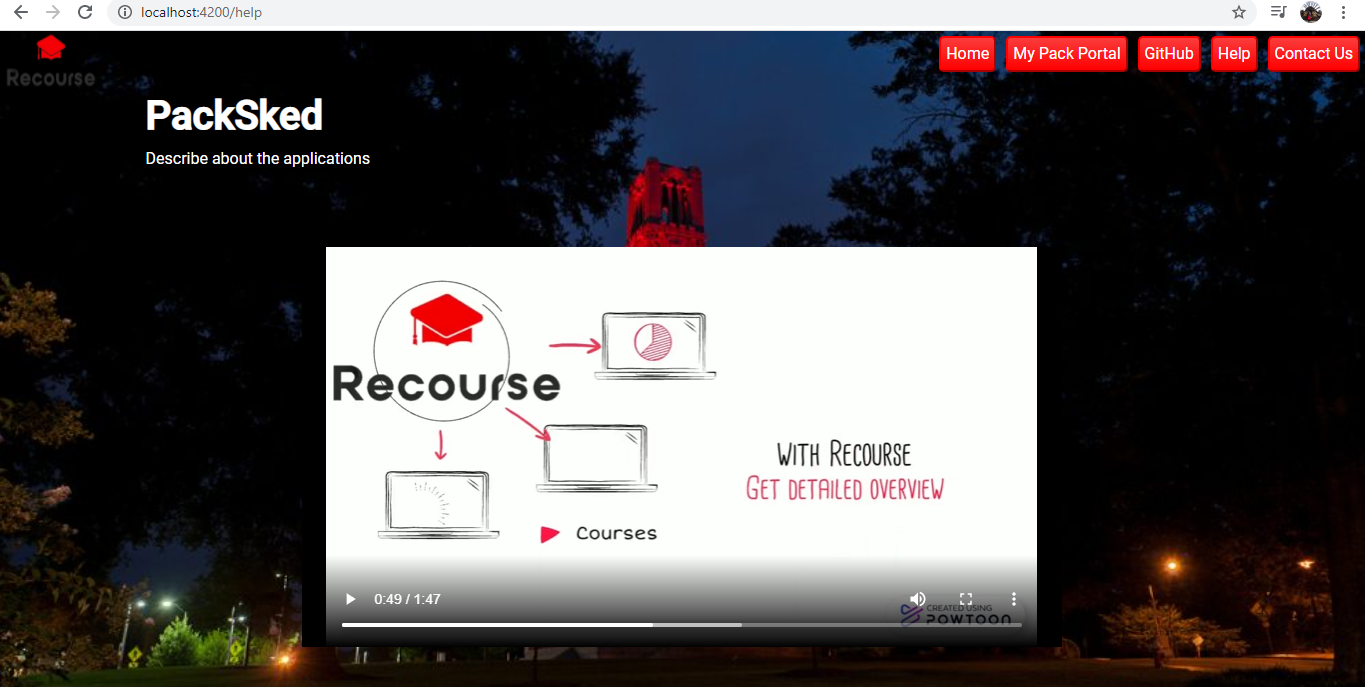 localhost:4200/help
Recourse
Home
My Pack Portal
GitHub
Help
Contact Us
PackSked
Describe about the applications
Recourse
WITH RECOURSE
GET DETAILED OVERVIEW
Courses
0:49 / 1:47
CREATED USING
POWTOON